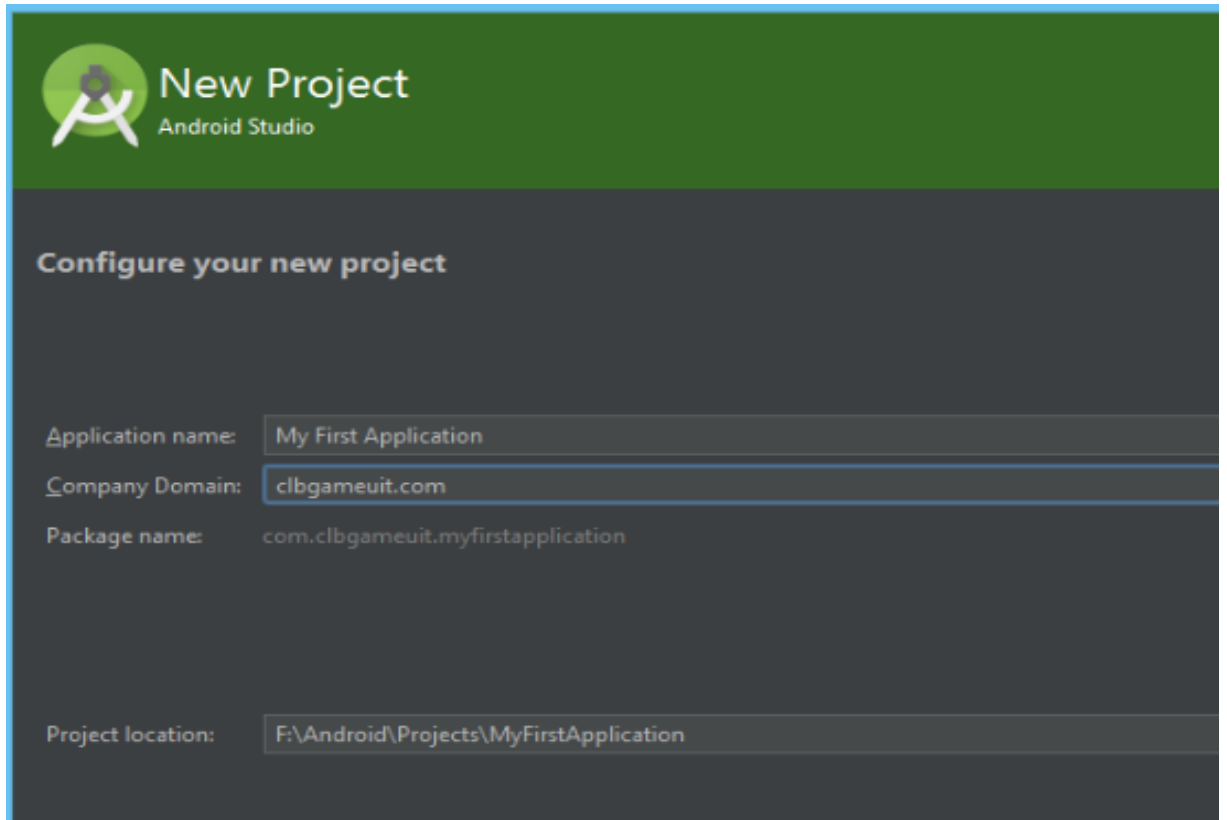 New Project
Android Studio
Configure your new project
Application name: My First Application
Company Domain: clbgameuit.com
Package name: com.clbgameuit.myfirstapplication
Project location: F:\Android\Projects\MyFirstApplication